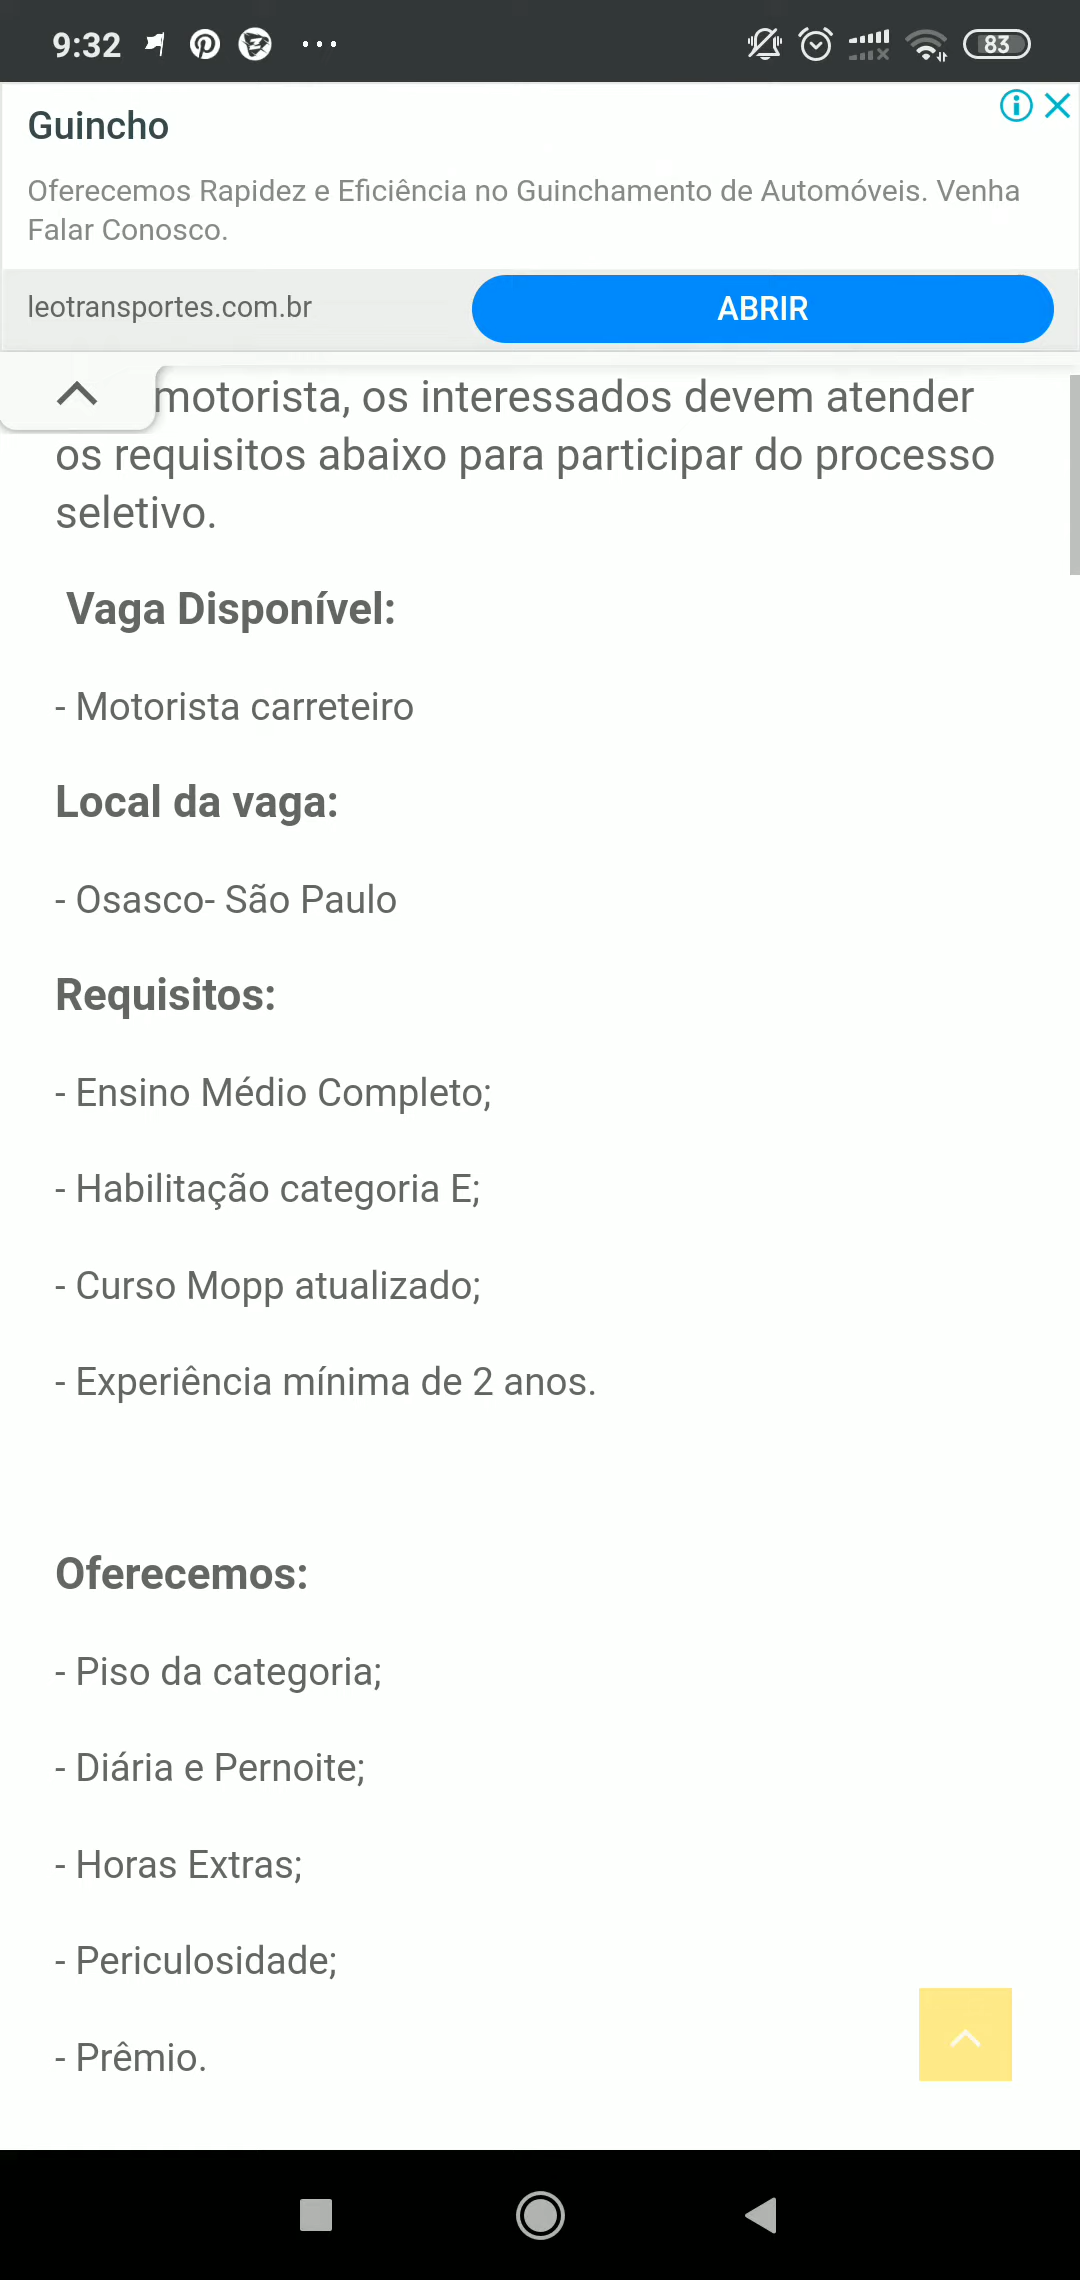 9:32
83
Guincho
Oferecemos Rapidez e Eficiência no Guinchamento de Automóveis. Venha
Falar Conosco.
leotransportes.com.br
ABRIR
motorista, os interessados devem atender
os requisitos abaixo para participar do processo
seletivo.
Vaga Disponível:
- Motorista carreteiro
Local da vaga:
- Osasco- São Paulo
Requisitos:
- Ensino Médio Completo;
- Habilitação categoria E;
- Curso Mopp atualizado;
- Experiência mínima de 2 anos.
Oferecemos:
- Piso da categoria;
- Diária e Pernoite;
- Horas Extras;
- Periculosidade;
- Prêmio.